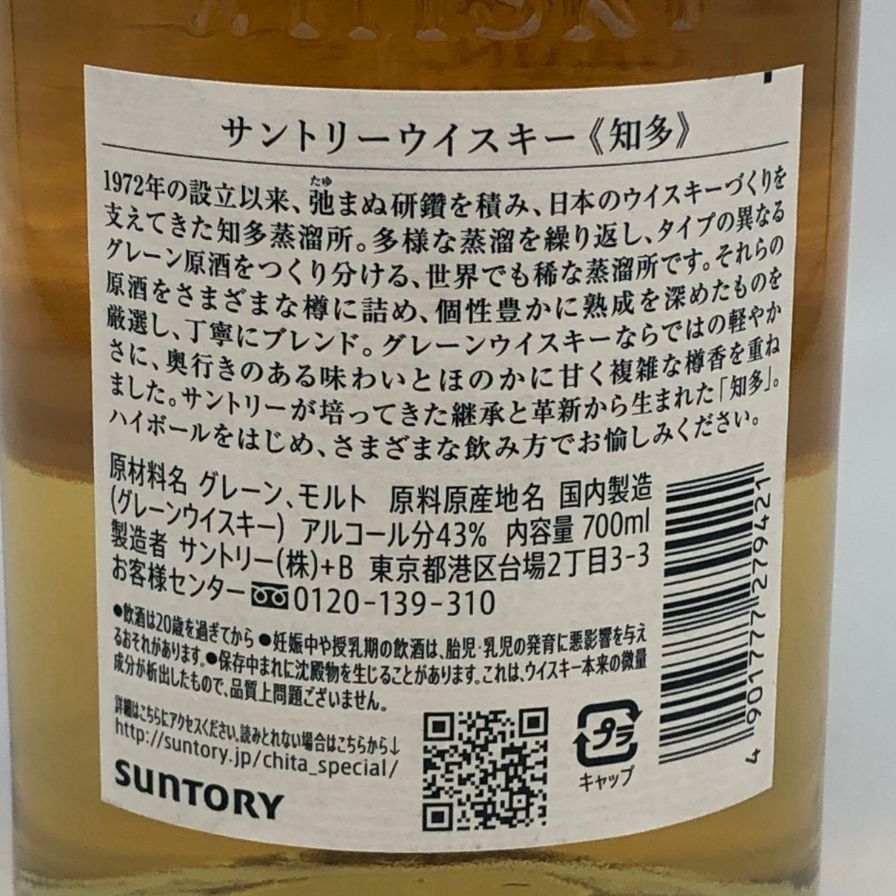 サントリーウイスキー《知多》
1972年の設立以来、弛まぬ研鑽を積み、日本のウイスキーづくりを
たゆ
支えてきた知多蒸溜所。多様な蒸溜を繰り返し、タイプの異なる
グレーン原酒をつくり分ける、世界でも稀な蒸溜所です。それらの
原酒をさまざまな樽に詰め、個性豊かに熟成を深めたものを
厳選し、丁寧にブレンド。グレーンウイスキーならではの軽やか
さに、奥行きのある味わいとほのかに甘く複雑な樽香を重ね
ました。サントリーが培ってきた継承と革新から生まれた「知多」。
ハイボールをはじめ、さまざまな飲み方でお愉しみください。
原材料名 グレーン、モルト 原料原産地名 国内製造
(グレーンウイスキー) アルコール分43% 内容量 700ml
製造者 サントリー(株)+B 東京都港区台場2丁目3-3
お客様センター 0120-139-310
●飲酒は20歳を過ぎてから ●妊娠中や授乳期の飲酒は、胎児・乳児の発育に悪影響を与え
るおそれがあります。●保存中まれに沈殿物を生じることがあります。これは、ウイスキー本来の微量
成分が析出したもので、品質上問題ございません。
詳細はこちらにアクセスください。読みとれない場合はこちらから↓
http://suntory.jp/chita_special/
SUNTORY
プラ
キャップ
4 901777 279421